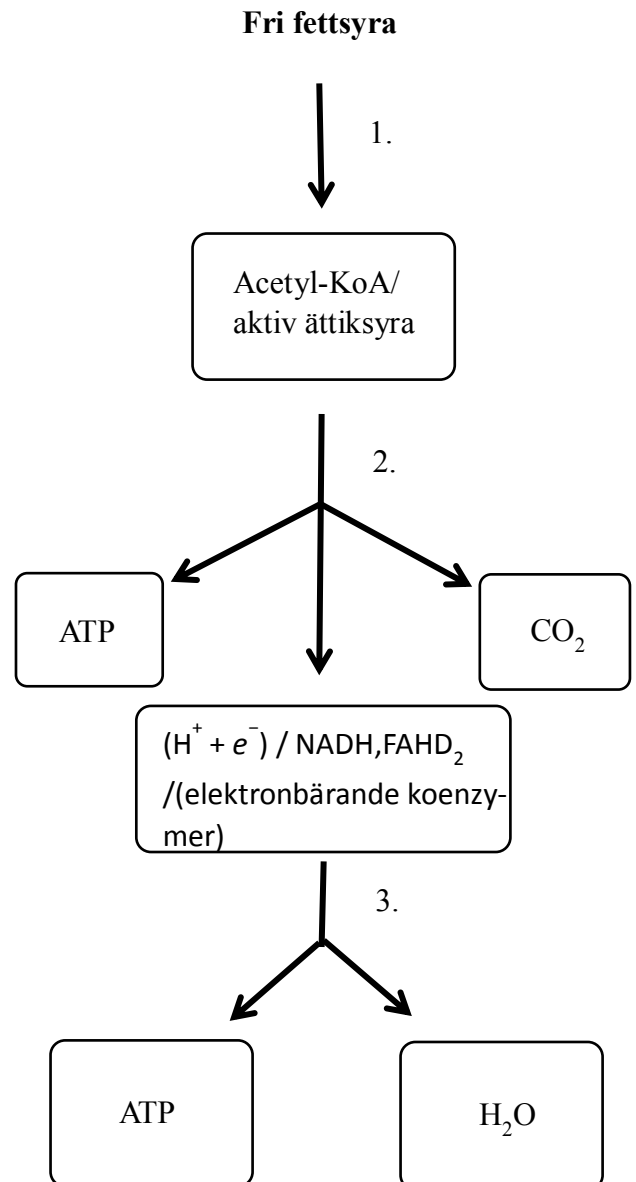 Fri fettsyra
1.
Acetyl-KoA/
aktiv ättiksyra
2.
ATP
CO₂
(H⁺ + e⁻) / NADH,FAHD₂
/(elektronbärande koenzy-
mer)
3.
ATP
H₂O